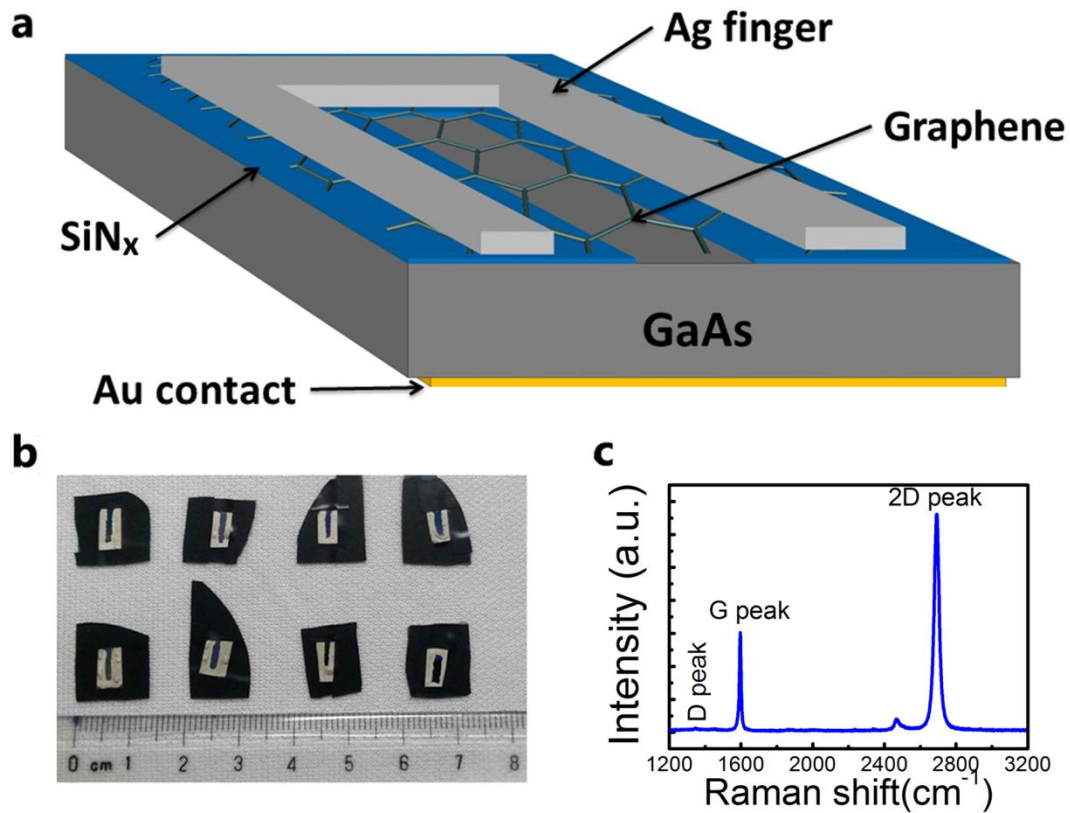 a
Ag finger
Graphene
SiNx
GaAs
Au contact
b
0 cm 1 2 3 4 5 6 7 8
c
Intensity (a.u.)
D peak
G peak
2D peak
1200 1600 2000 2400 2800 3200
Raman shift(cm-1)